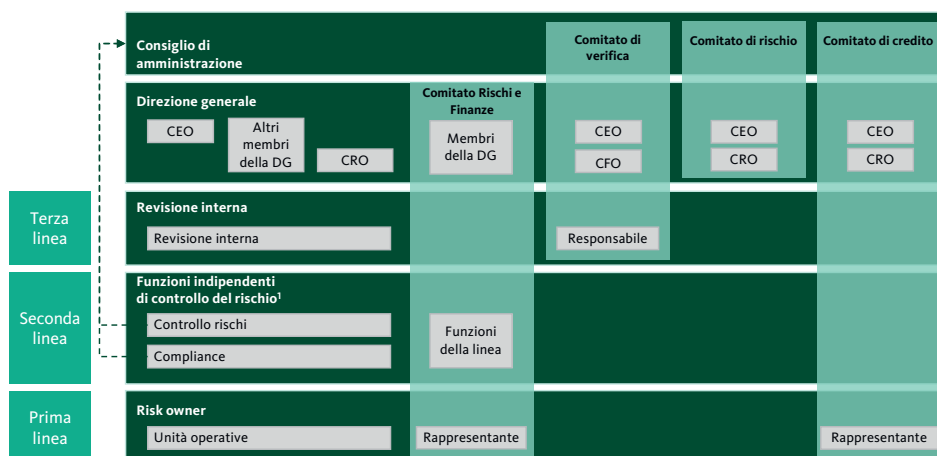 Consiglio di
amministrazione
Comitato di
verifica
Comitato di rischio
Comitato di credito
Direzione generale
CEO
Altri
membri
della DG
CRO
Comitato Rischi e
Finanze
Membri
della DG
CEO
CFO
CEO
CRO
CEO
CRO
Terza
linea
Revisione interna
Revisione interna
Responsabile
Seconda
linea
Funzioni indipendenti
di controllo del rischio¹
Controllo rischi
Compliance
Funzioni
della linea
Prima
linea
Risk owner
Unità operative
Rappresentante
Rappresentante